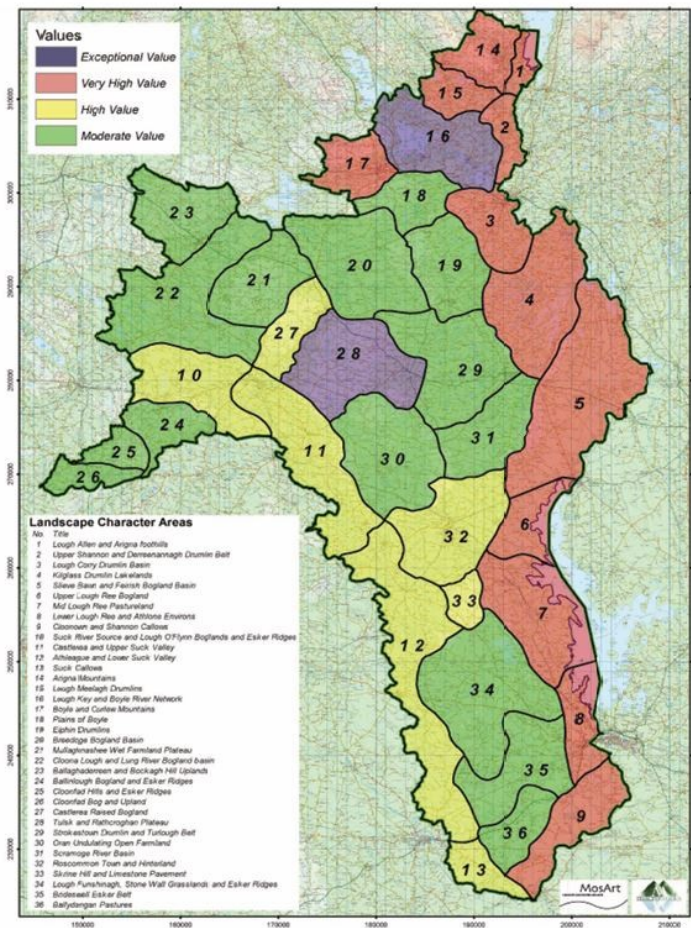 Values
Exceptional Value
Very High Value
High Value
Moderate Value
14
1
15
2
16
17
18
23
3
19
20
21
4
22
27
28
10
29
5
24
31
11
30
25
26
6
32
33
7
12
34
8
35
9
36
13
Landscape Character Areas
No. Title
1 Lough Allen and Arigna foothills
2 Upper Shannon and Derreenannagh Drumlin Belt
3 Lough Corry Drumlin Basin
4 Kilglass Drumlin Lakelands
5 Slieve Bawn and Feorish Bogland Basin
6 Upper Lough Ree Bogland
7 Mid Lough Ree Pastureland
8 Lower Lough Ree and Athlone Environs
9 Cloonown and Shannon Callows
10 Suck River Source and Lough O'Flynn Boglands and Esker Ridges
11 Castlerea and Upper Suck Valley
12 Athleague and Lower Suck Valley
13 Suck Callows
14 Arigna Mountains
15 Lough Meelagh Drumlins
16 Lough Key and Boyle River Network
17 Boyle and Curlew Mountains
18 Plains of Boyle
19 Elphin Drumlins
20 Breedoge Bogland Basin
21 Mullaghnashee Wet Farmland Plateau
22 Cloona Lough and Lung River Bogland basin
23 Ballaghadereen and Bockagh Hill Uplands
24 Ballinlough Bogland and Esker Ridges
25 Cloonfad Hills and Esker Ridges
26 Cloonfad Bog and Upland
27 Castlerea Raised Bogland
28 Tulsk and Rathcroghan Plateau
29 Strokestown Drumlin and Turlough Belt
30 Oran Undulating Open Farmland
31 Scramoge River Basin
32 Roscommon Town and Hinterland
33 Skrine Hill and Limestone Pavement
34 Lough Funshinagh, Stone Wall Grasslands and Esker Ridges
35 Brideswell Esker Belt
36 Ballydangan Pastures
MosArt
310000
300000
290000
280000
270000
260000
250000
240000
230000
150000 160000 170000 180000 190000 200000 210000